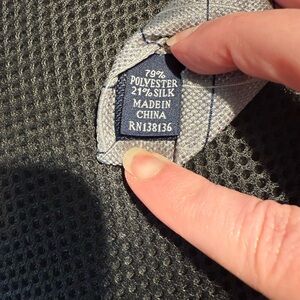 79%
POLYESTER
21% SILK
MADE IN
CHINA
RN138136